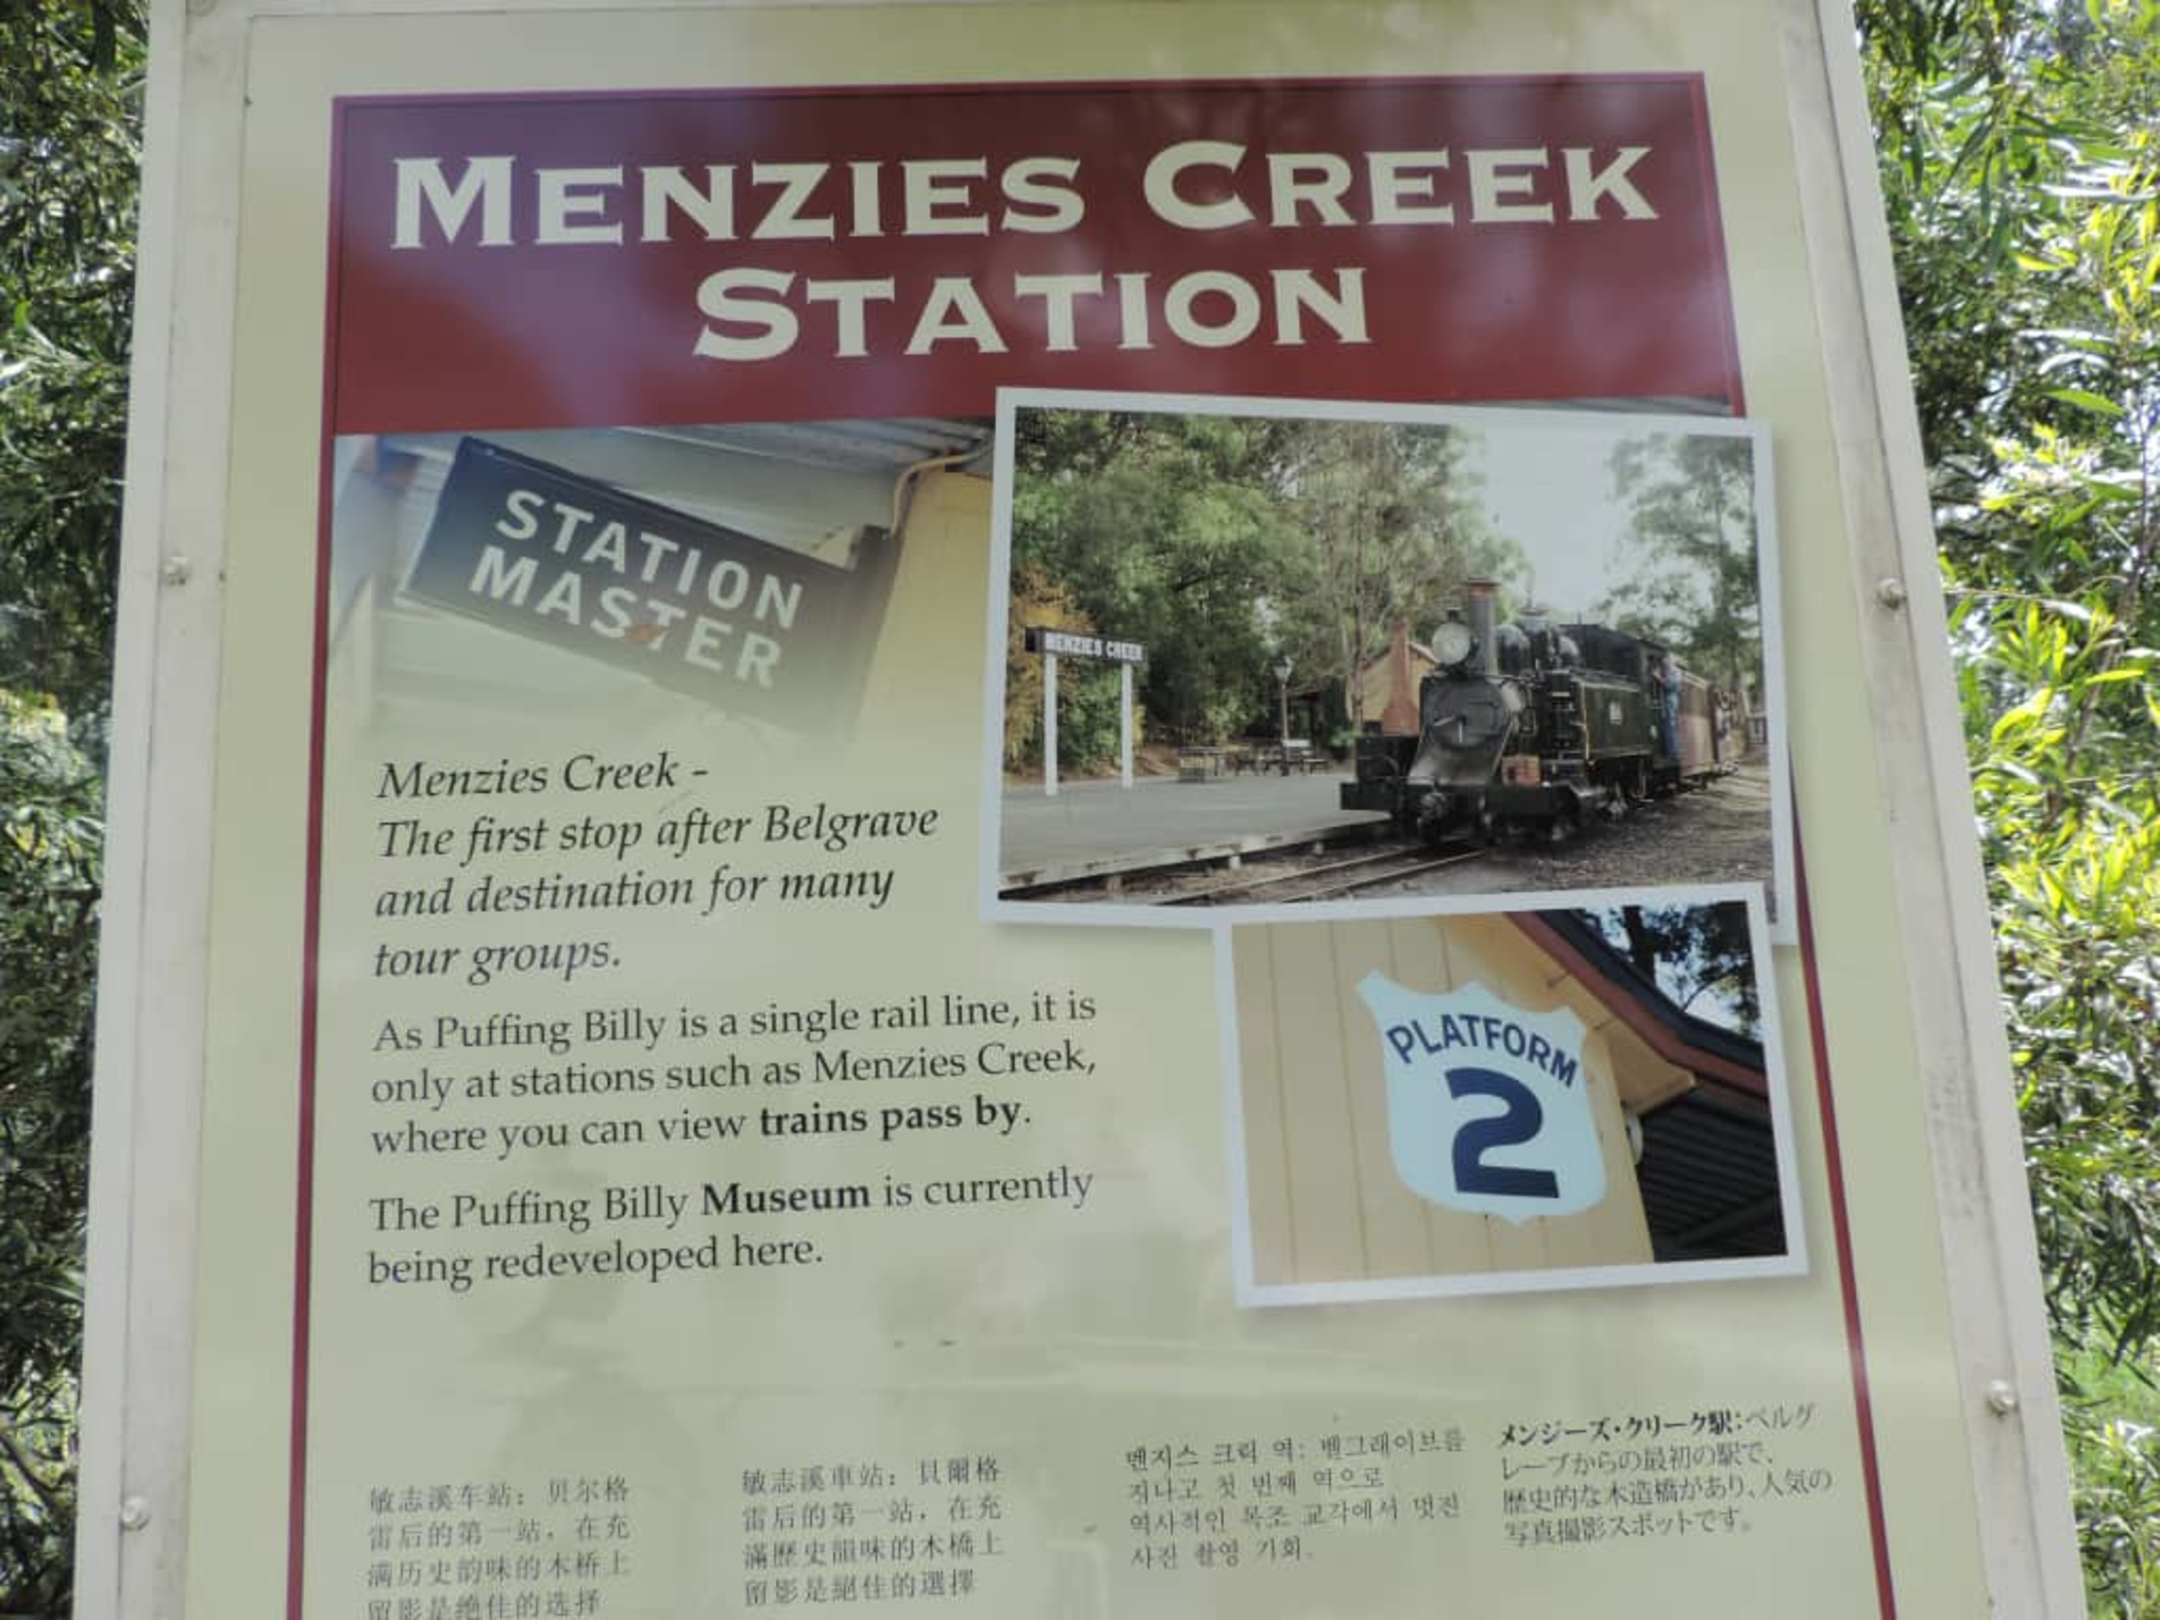 MENZIES CREEK
STATION
STATION
MASTER
MENZIES CREEK
Menzies Creek -
The first stop after Belgrave
and destination for many
tour groups.
PLATFORM
2
As Puffing Billy is a single rail line, it is
only at stations such as Menzies Creek,
where you can view trains pass by.
The Puffing Billy Museum is currently
being redeveloped here.
敏志溪车站：贝尔格
雷后的第一站，在充
满历史韵味的木桥上
留影是绝佳的选择
敏志溪車站：貝爾格
雷后的第一站，在充
滿歷史韻味的木橋上
留影是絕佳的選擇
멘지스 크릭 역: 벨그레이브를
지나고 첫 번째 역으로
역사적인 목조 교각에서 멋진
사진 촬영 기회.
メンジーズ・クリーク駅：ベルグ
レーブからの最初の駅で、
歴史的な木造橋があり、人気の
写真撮影スポットです。